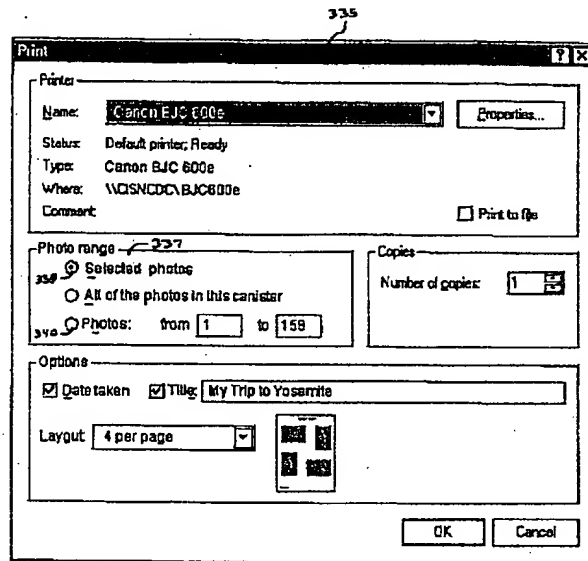 335
Print
Printer
Name: Canon BJC 600e Properties...
Status: Default printer; Ready
Type: Canon BJC 600e
Where: \\CISNCDC\BJC600e
Comment: Print to file
Photo range 337
338 Selected photos
All of the photos in this canister
340 Photos: from 1 to 159
Copies
Number of copies: 1
Options
Date taken Title: My Trip to Yosemite
Layout: 4 per page
OK Cancel